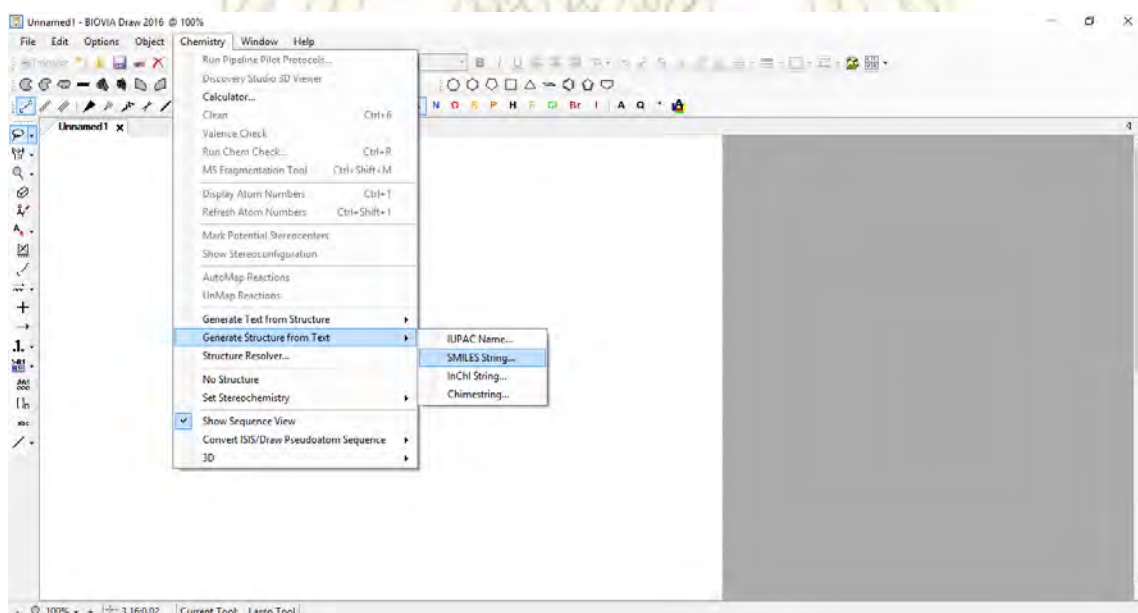 Unnamed1 - BIOVIA Draw 2016 @ 100%
File Edit Options Object Chemistry Window Help
Unnamed1 x
N O S P H F Cl Br I A Q *
Run Pipeline Pilot Protocols...
Discovery Studio 3D Viewer
Calculator...
Clean Ctrl+6
Valence Check
Run Chem Check... Ctrl+R
MS Fragmentation Tool Ctrl+Shift+M
Display Atom Numbers Ctrl+1
Refresh Atom Numbers Ctrl+Shift+1
Mark Potential Stereocenters
Show Stereoconfiguration
AutoMap Reactions
UnMap Reactions
Generate Text from Structure
Generate Structure from Text
Structure Resolver...
No Structure
Set Stereochemistry
Show Sequence View
Convert ISIS/Draw Pseudoatom Sequence
3D
IUPAC Name...
SMILES String...
InChI String...
Chimestring...
100% 3.16:0.02 Current Tool: Lasso Tool